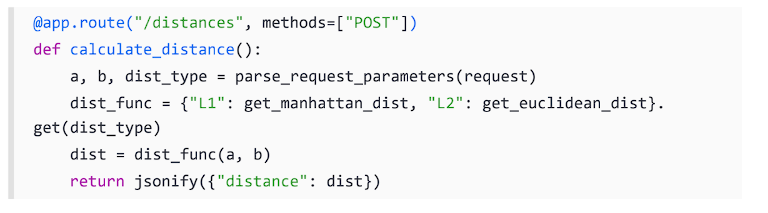 @app.route("/distances", methods=["POST"])
def calculate_distance():
    a, b, dist_type = parse_request_parameters(request)
    dist_func = {"L1": get_manhattan_dist, "L2": get_euclidean_dist}.
get(dist_type)
    dist = dist_func(a, b)
    return jsonify({"distance": dist})